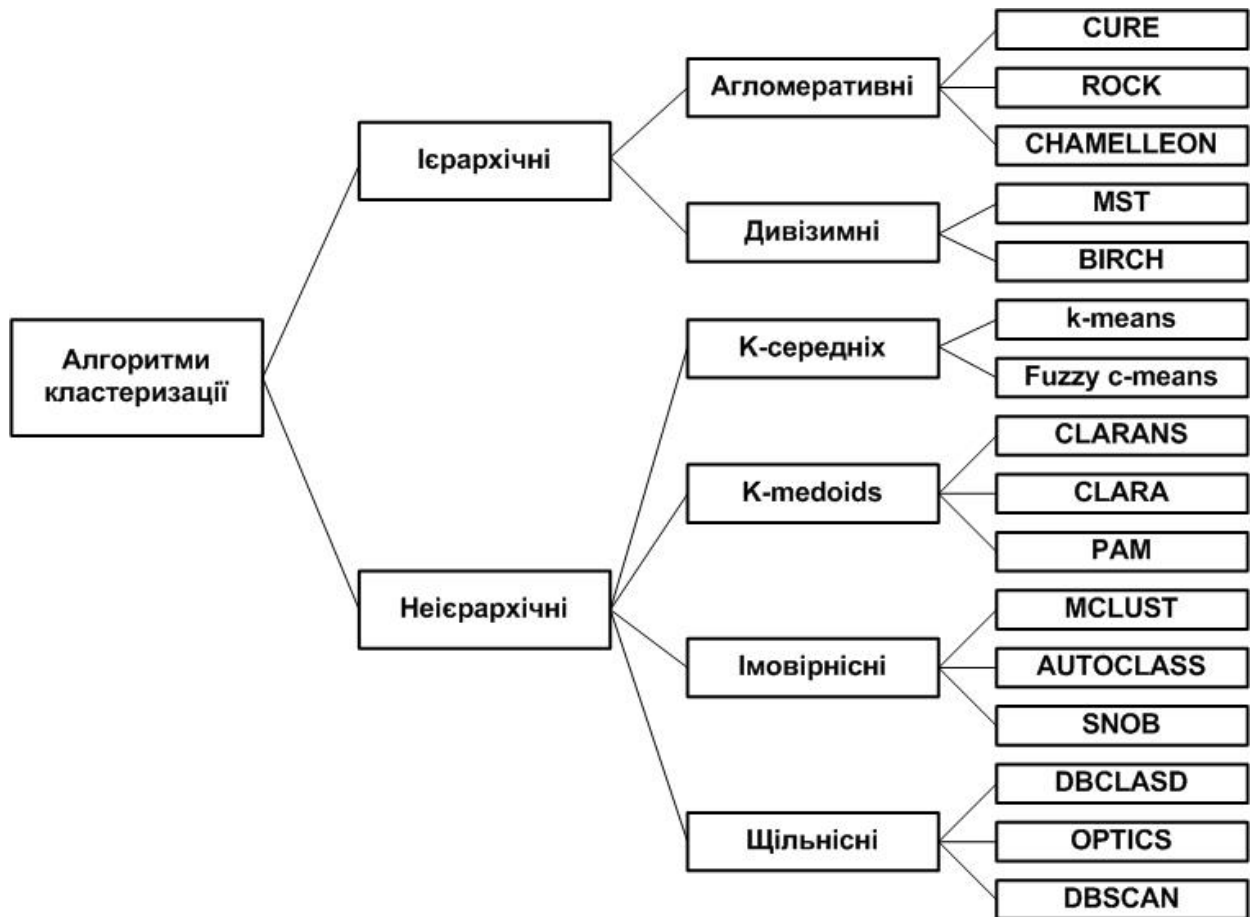 Алгоритми
кластеризації
Ієрархічні
Агломеративні
CURE
ROCK
CHAMELLEON
Дивізимні
MST
BIRCH
Неієрархічні
К-середніх
k-means
Fuzzy c-means
K-medoids
CLARANS
CLARA
PAM
Імовірнісні
MCLUST
AUTOCLASS
SNOB
Щільнісні
DBCLASD
OPTICS
DBSCAN